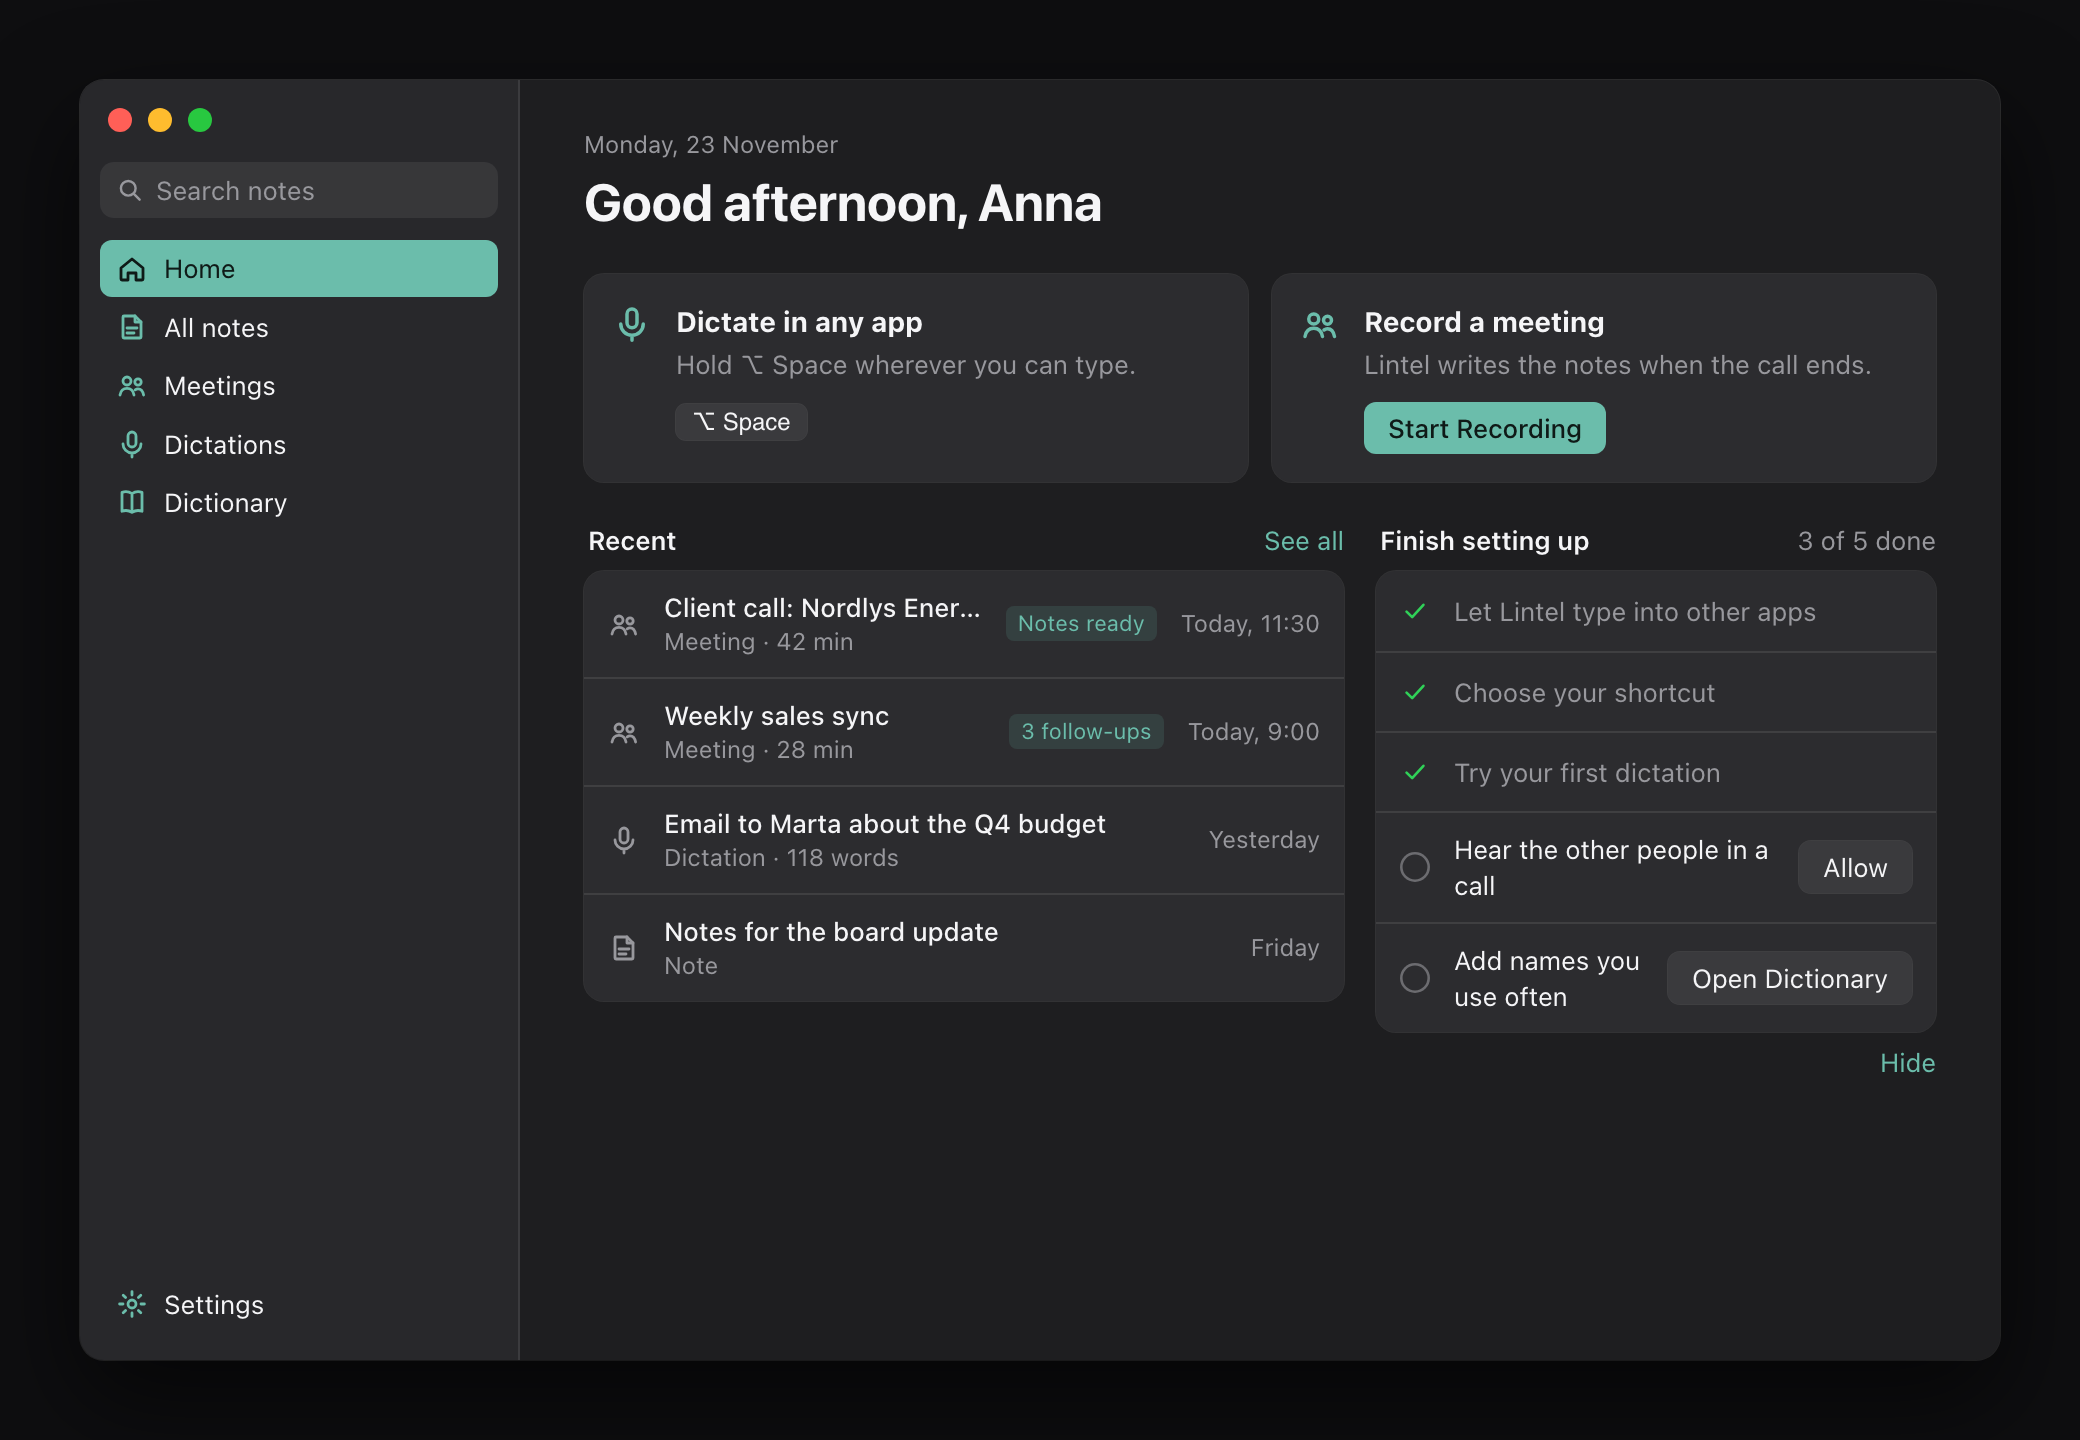 Search notes
Home
All notes
Meetings
Dictations
Dictionary
Settings
Monday, 23 November
Good afternoon, Anna
Dictate in any app
Hold ⌥ Space wherever you can type.
⌥ Space
Record a meeting
Lintel writes the notes when the call ends.
Start Recording
Recent
See all
Client call: Nordlys Ener...
Meeting · 42 min
Notes ready
Today, 11:30
Weekly sales sync
Meeting · 28 min
3 follow-ups
Today, 9:00
Email to Marta about the Q4 budget
Dictation · 118 words
Yesterday
Notes for the board update
Note
Friday
Finish setting up
3 of 5 done
Let Lintel type into other apps
Choose your shortcut
Try your first dictation
Hear the other people in a
call
Allow
Add names you
use often
Open Dictionary
Hide